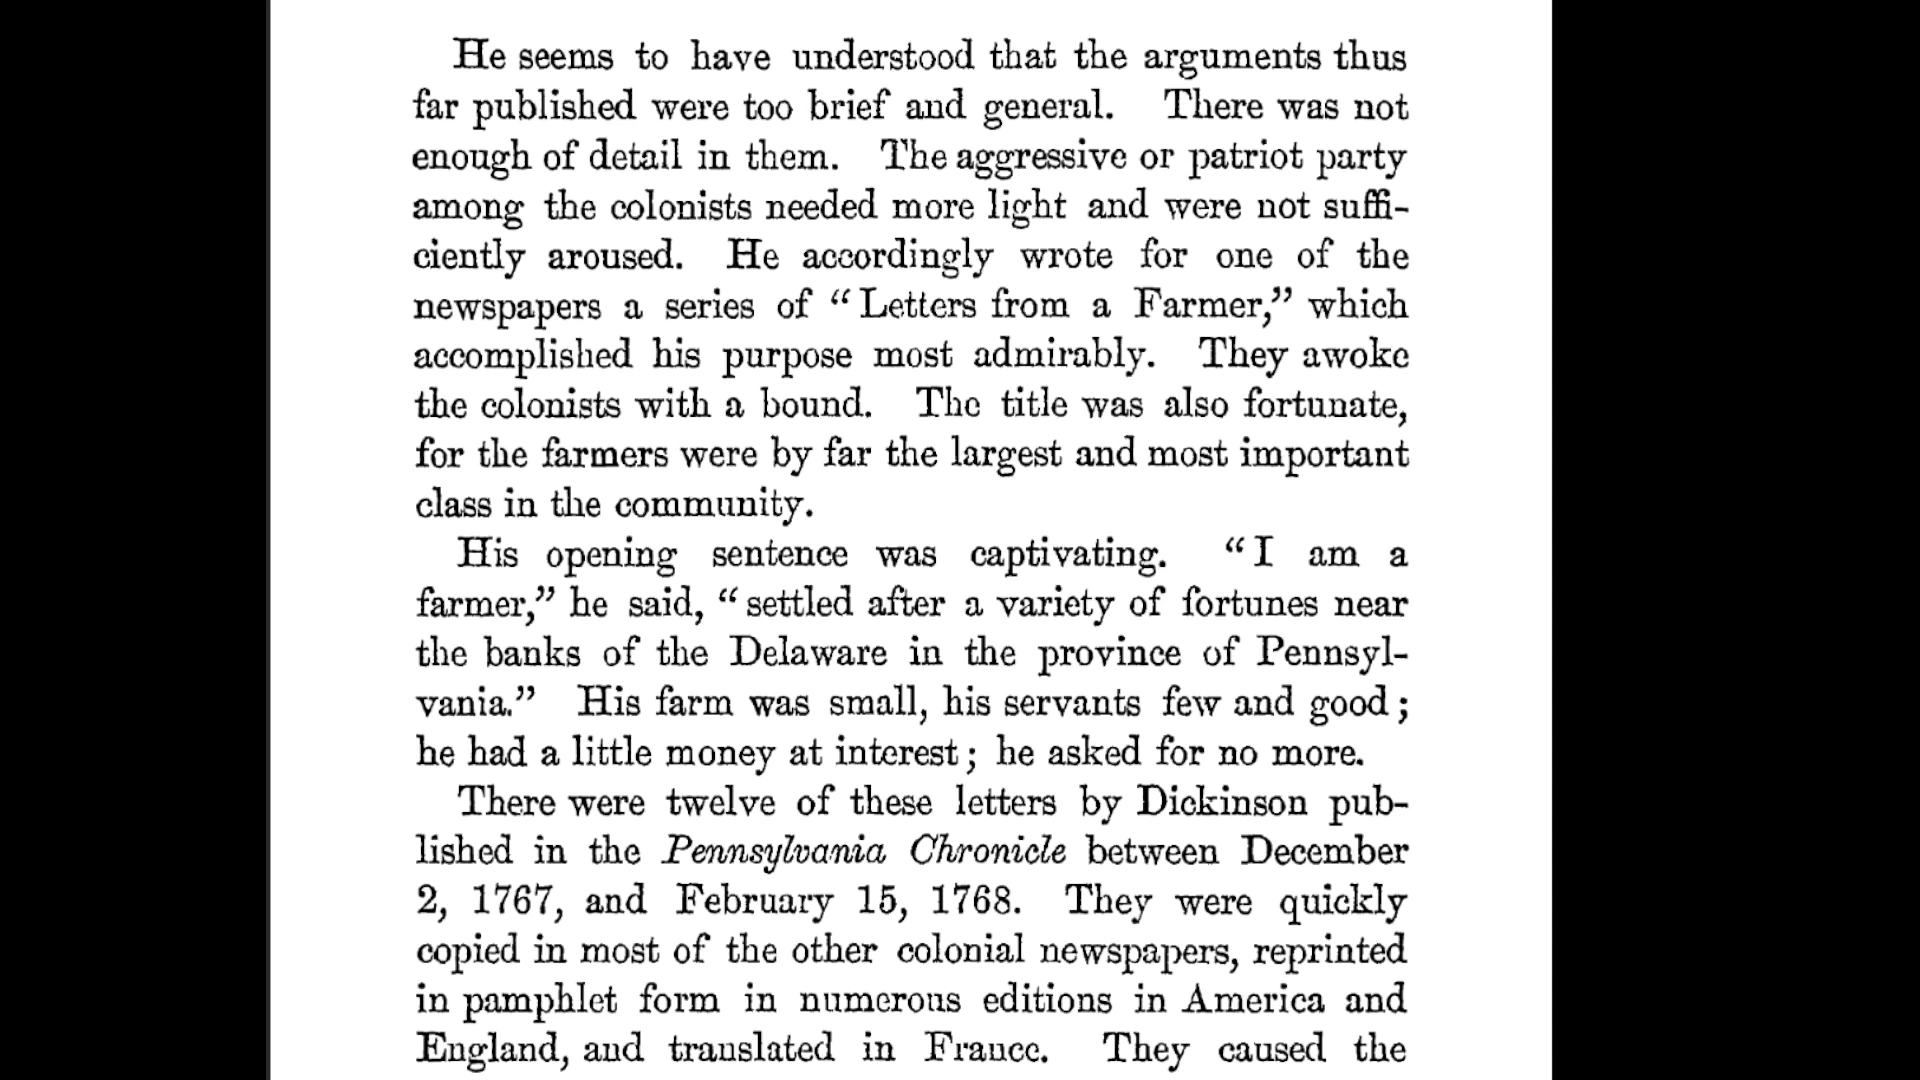 He seems to have understood that the arguments thus
far published were too brief and general. There was not
enough of detail in them. The aggressive or patriot party
among the colonists needed more light and were not suffi-
ciently aroused. He accordingly wrote for one of the
newspapers a series of “Letters from a Farmer,” which
accomplished his purpose most admirably. They awoke
the colonists with a bound. The title was also fortunate,
for the farmers were by far the largest and most important
class in the community.
His opening sentence was captivating. “I am a
farmer,” he said, “settled after a variety of fortunes near
the banks of the Delaware in the province of Pennsyl-
vania.” His farm was small, his servants few and good;
he had a little money at interest; he asked for no more.
There were twelve of these letters by Dickinson pub-
lished in the Pennsylvania Chronicle between December
2, 1767, and February 15, 1768. They were quickly
copied in most of the other colonial newspapers, reprinted
in pamphlet form in numerous editions in America and
England, and translated in France. They caused the